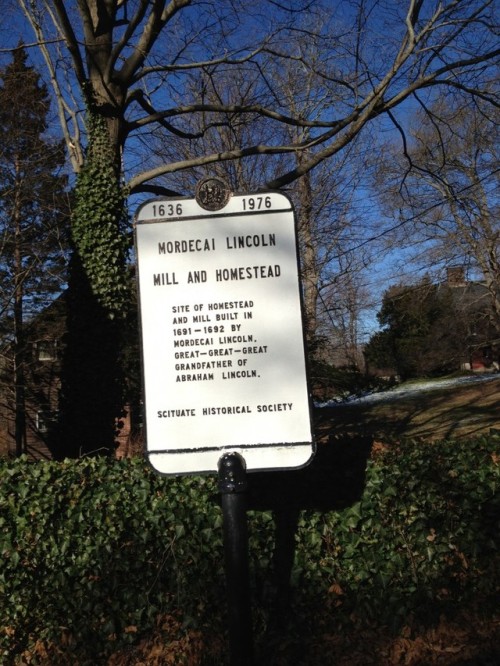 1636 1976
MORDECAI LINCOLN
MILL AND HOMESTEAD
SITE OF HOMESTEAD
AND MILL BUILT IN
1691-1692 BY
MORDECAI LINCOLN.
GREAT-GREAT-GREAT
GRANDFATHER OF
ABRAHAM LINCOLN.
SCITUATE HISTORICAL SOCIETY